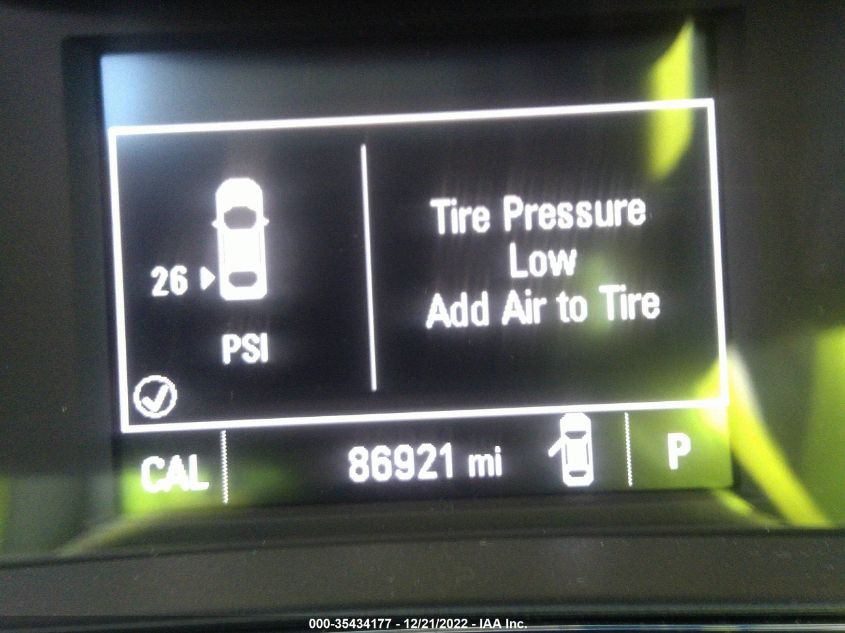 Tire Pressure
Low
Add Air to Tire
26
PSI
CAL
86921 mi
P
000-35434177 - 12/21/2022 - IAA Inc.